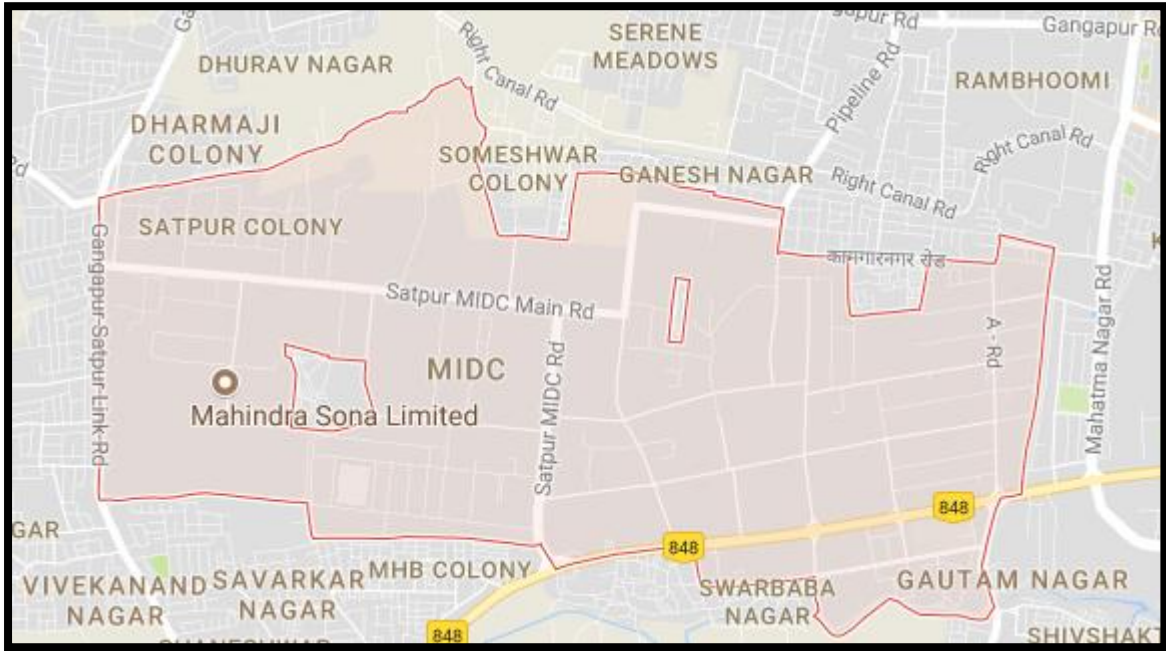 Gangapur Rd
SERENE
MEADOWS
DHURAV NAGAR
Right Canal Rd
Pipeline Rd
RAMBHOOMI
DHARMAJI
COLONY
SOMESHWAR
COLONY
GANESH NAGAR
Right Canal Rd
Right Canal Rd
SATPUR COLONY
कामगारनगर रोड
Gangapur-Satpur-Link-Rd
Satpur MIDC Main Rd
A - Rd
Mahatma Nagar Rd
MIDC
Satpur MIDC Rd
Mahindra Sona Limited
848
848
GAR
VIVEKANAND
NAGAR
SAVARKAR
NAGAR
MHB COLONY
SWARBABA
NAGAR
GAUTAM NAGAR
848
SHIVSHAKT